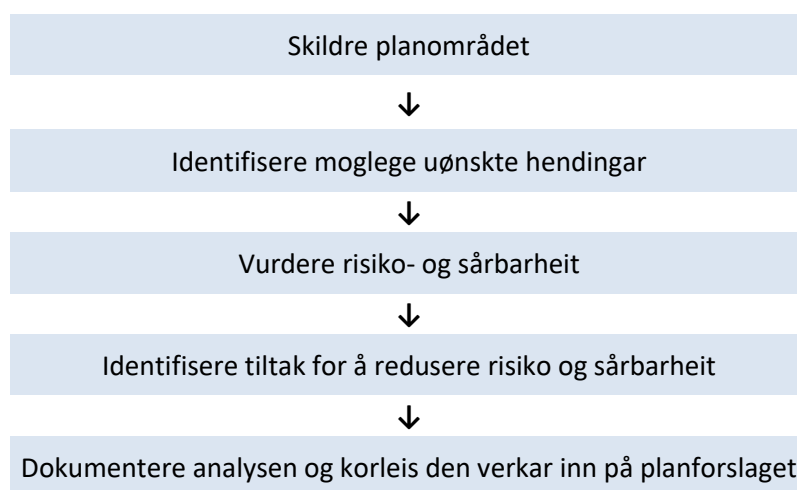 Skildre planområdet
↓
Identifisere moglege uønskte hendingar
↓
Vurdere risiko- og sårbarheit
↓
Identifisere tiltak for å redusere risiko og sårbarheit
↓
Dokumentere analysen og korleis den verkar inn på planforslaget